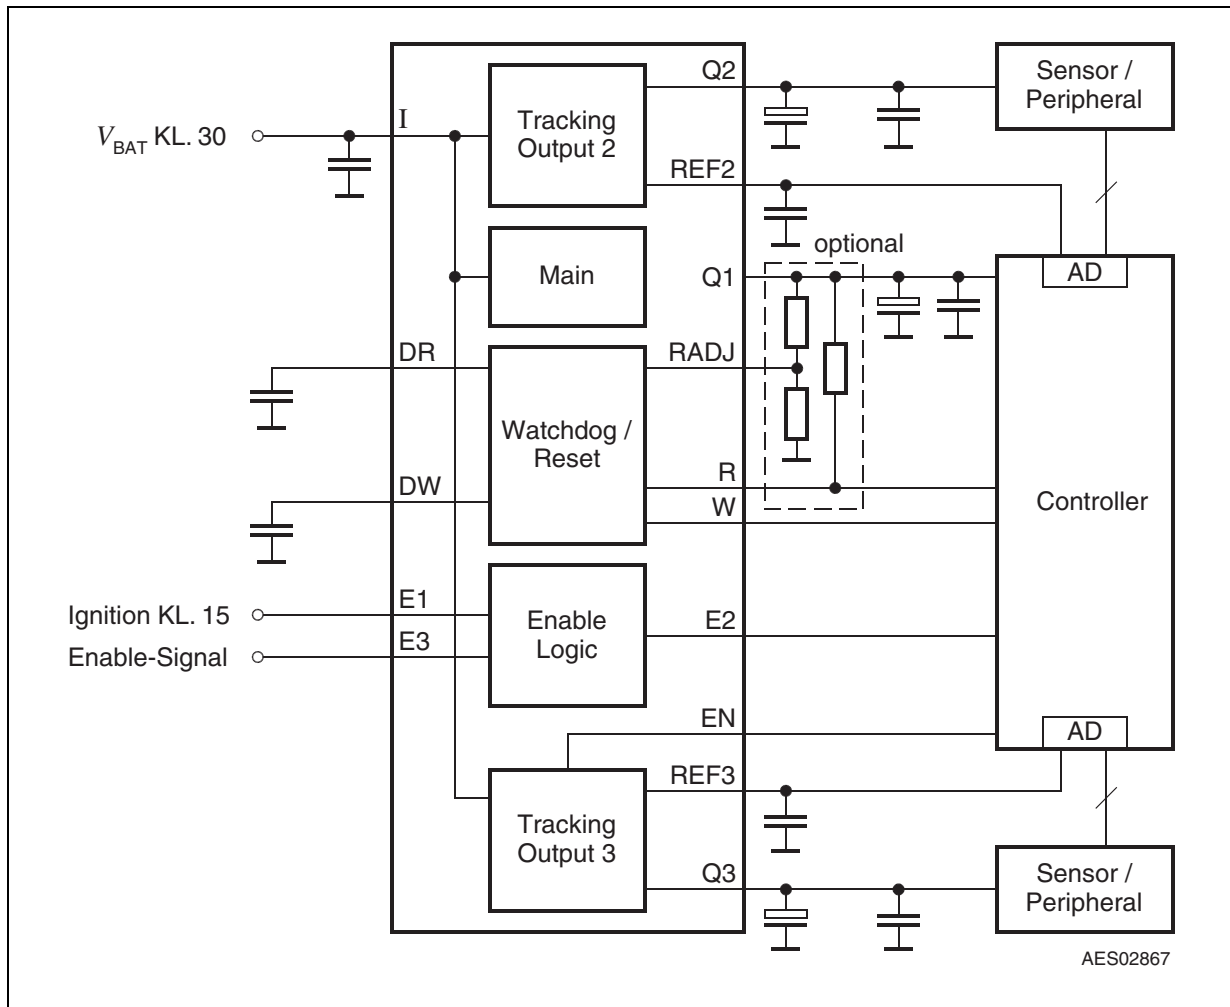 Q2
Sensor /
Peripheral
I
Tracking
Output 2
VBAT KL. 30
REF2
optional
Main
Q1
AD
DR
RADJ
Watchdog /
Reset
R
DW
W
Controller
Ignition KL. 15
E1
Enable
Logic
E2
Enable-Signal
E3
EN
AD
REF3
Tracking
Output 3
Q3
Sensor /
Peripheral
AES02867